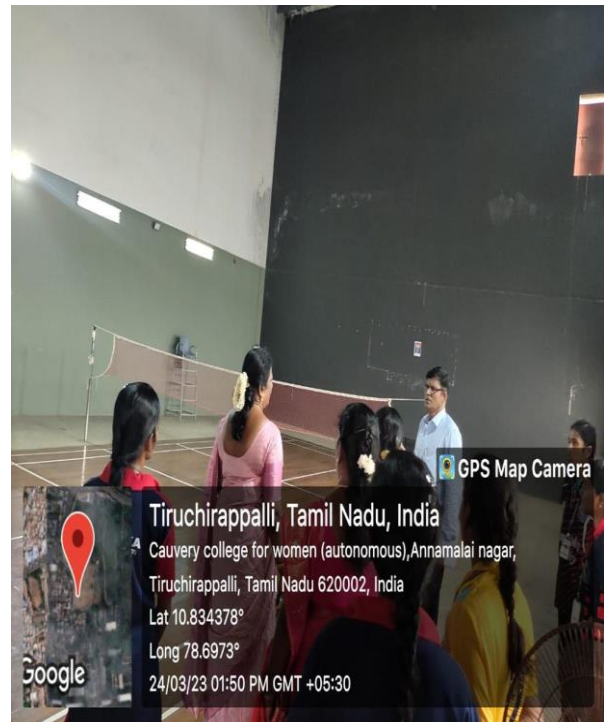 GPS Map Camera
Tiruchirappalli, Tamil Nadu, India
Cauvery college for women (autonomous),Annamalai nagar,
Tiruchirappalli, Tamil Nadu 620002, India
Lat 10.834378°
Long 78.6973°
24/03/23 01:50 PM GMT +05:30
Google